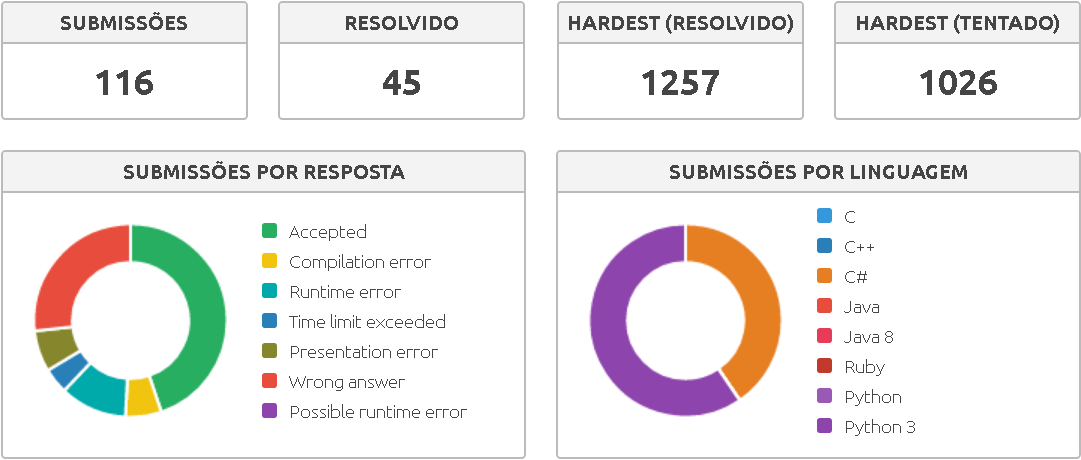 SUBMISSÕES
116
RESOLVIDO
45
HARDEST (RESOLVIDO)
1257
HARDEST (TENTADO)
1026
SUBMISSÕES POR RESPOSTA
Accepted
Compilation error
Runtime error
Time limit exceeded
Presentation error
Wrong answer
Possible runtime error
SUBMISSÕES POR LINGUAGEM
C
C++
C#
Java
Java 8
Ruby
Python
Python 3